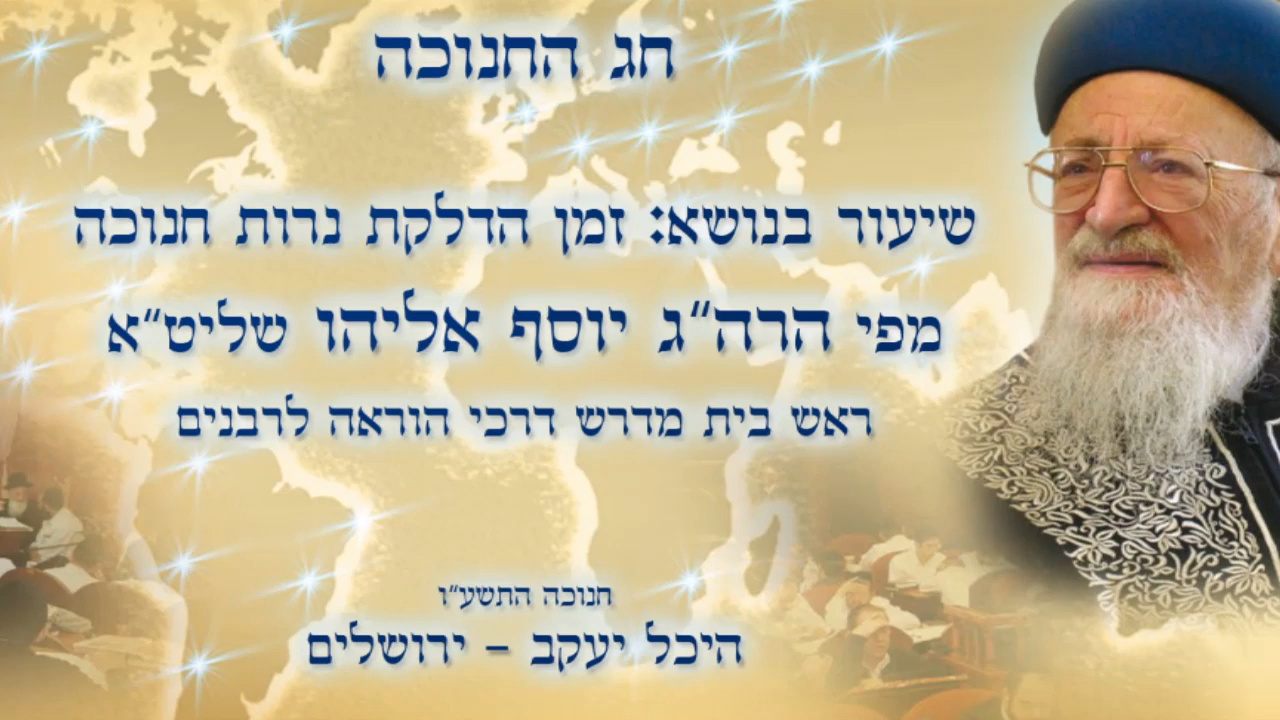 חג החנוכה
שיעור בנושא: זמן הדלקת נרות חנוכה
מפי הרה״ג יוסף אליהו שליט״א
ראש בית מדרש דרכי הוראה לרבנים
חנוכה התשע״ו
היכל יעקב - ירושלים